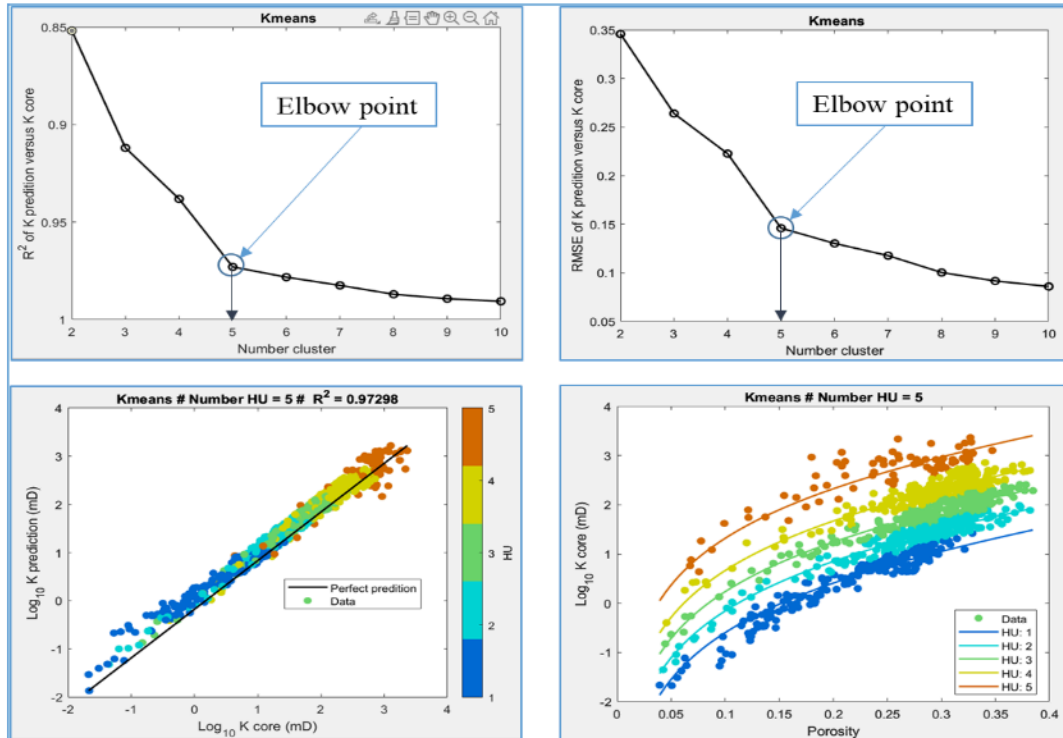 Kmeans
0.85
0.9
0.95
1
R² of K predition versus K core
Elbow point
2 3 4 5 6 7 8 9 10
Number cluster
Kmeans
0.35
0.3
0.25
0.2
0.15
0.1
0.05
RMSE of K predition versus K core
Elbow point
2 3 4 5 6 7 8 9 10
Number cluster
Kmeans # Number HU = 5 # R² = 0.97298
4
3
2
1
0
-1
-2
Log₁₀ K prediction (mD)
Perfect predition
Data
-2 -1 0 1 2 3 4
Log₁₀ K core (mD)
5
4
3
2
1
HU
Kmeans # Number HU = 5
4
3
2
1
0
-1
-2
Log₁₀ K core (mD)
Data
HU: 1
HU: 2
HU: 3
HU: 4
HU: 5
0 0.05 0.1 0.15 0.2 0.25 0.3 0.35 0.4
Porosity